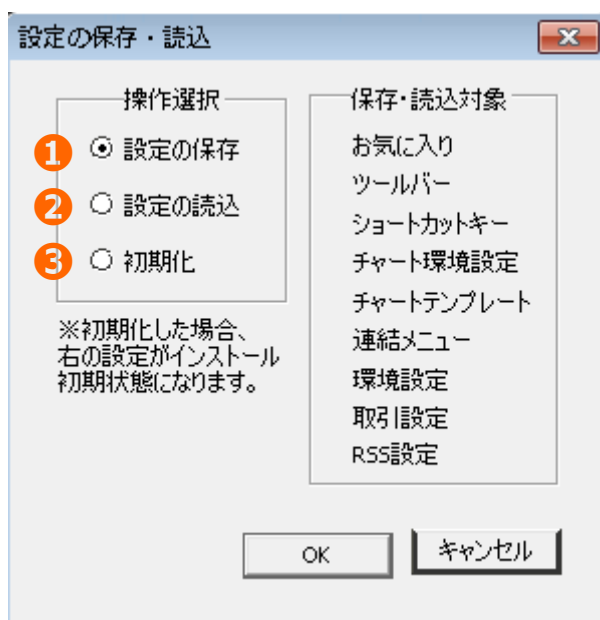 設定の保存・読込
操作選択
1 設定の保存
2 設定の読込
3 初期化
※初期化した場合、
右の設定がインストール
初期状態になります。
保存・読込対象
お気に入り
ツールバー
ショートカットキー
チャート環境設定
チャートテンプレート
連結メニュー
環境設定
取引設定
RSS設定
OK
キャンセル